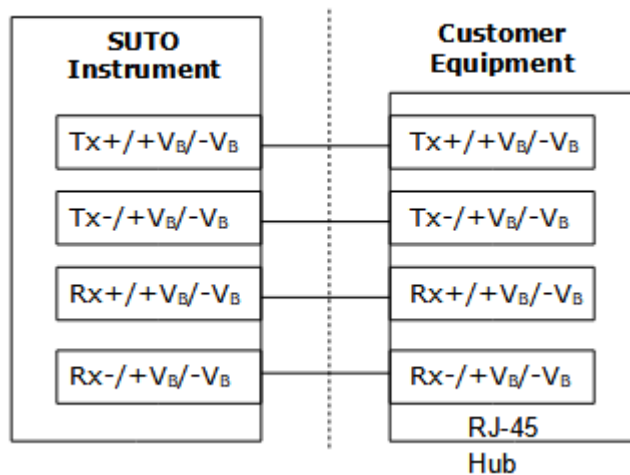 SUTO
Instrument
Customer
Equipment
Tx+/+VB/-VB
Tx+/+VB/-VB
Tx-/+VB/-VB
Tx-/+VB/-VB
Rx+/+VB/-VB
Rx+/+VB/-VB
Rx-/+VB/-VB
Rx-/+VB/-VB
RJ-45
Hub